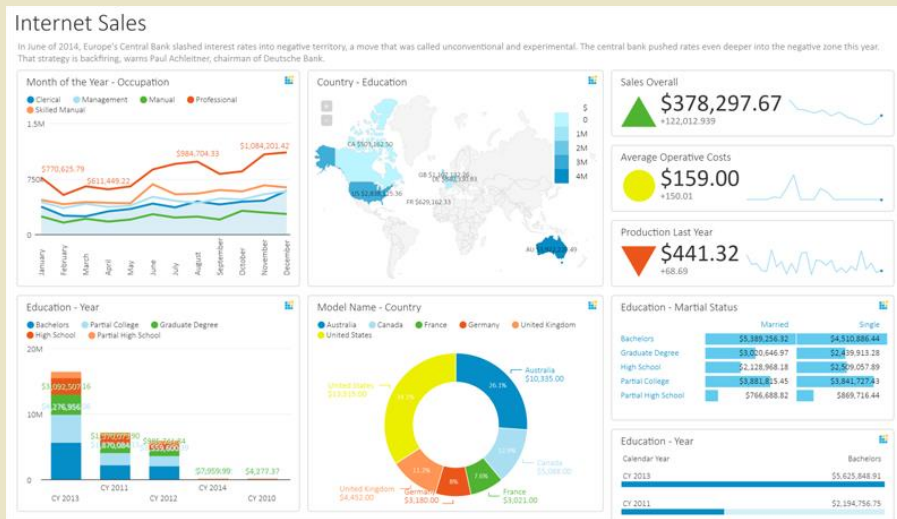 Internet Sales
In June of 2014, Europe's Central Bank slashed interest rates into negative territory, a move that was called unconventional and experimental. The central bank pushed rates even deeper into the negative zone this year.
That strategy is backfiring, warns Paul Achleitner, chairman of Deutsche Bank.
Month of the Year - Occupation
Clerical Management Manual Professional
Skilled Manual
1.5M
$1,084,201.42
$984,704.33
$770,625.79
$611,449.22
750K
0
January February March April May June July August September October November December
Country - Education
$
0
1M
2M
3M
4M
CA
GB
DE
US
FR $629,162.33
AU
Sales Overall
$378,297.67
+122,012.939
Average Operative Costs
$159.00
+150.01
Production Last Year
$441.32
+68.69
Education - Year
Bachelors Partial College Graduate Degree
High School Partial High School
20M
10M
0
$7,959.99
$4,277.37
CY 2013 CY 2011 CY 2012 CY 2014 CY 2010
Model Name - Country
Australia Canada France Germany United Kingdom
United States
26.1%
Australia
$10,335.00
Canada
7.6%
France
$3,021.00
8%
Germany
$3,180.00
11.2%
United Kingdom
$4,452.00
United States
Education - Martial Status
Married Single
Bachelors $5,389,256.32 $4,510,886.44
Graduate Degree $3,020,646.97 $2,439,913.28
High School $2,128,968.18 $2,509,057.89
Partial College $3,881,815.45 $3,841,727.43
Partial High School $766,688.82 $869,716.44
Education - Year
Calendar Year Bachelors
CY 2013 $5,625,848.91
CY 2011 $2,194,756.75